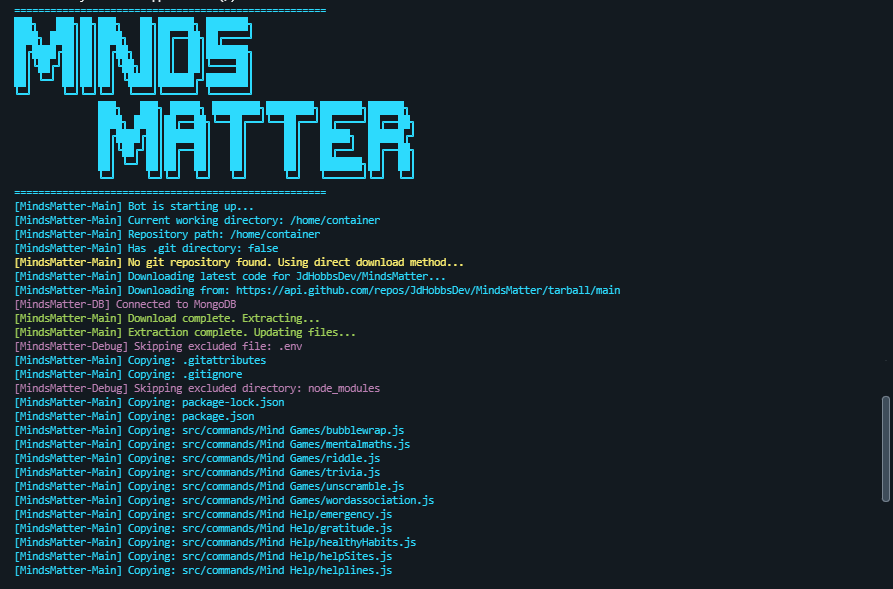 ====================================================
MINDS
MATTER
====================================================
[MindsMatter-Main] Bot is starting up...
[MindsMatter-Main] Current working directory: /home/container
[MindsMatter-Main] Repository path: /home/container
[MindsMatter-Main] Has .git directory: false
[MindsMatter-Main] No git repository found. Using direct download method...
[MindsMatter-Main] Downloading latest code for JdHobbsDev/MindsMatter...
[MindsMatter-Main] Downloading from: https://api.github.com/repos/JdHobbsDev/MindsMatter/tarball/main
[MindsMatter-DB] Connected to MongoDB
[MindsMatter-Main] Download complete. Extracting...
[MindsMatter-Main] Extraction complete. Updating files...
[MindsMatter-Debug] Skipping excluded file: .env
[MindsMatter-Main] Copying: .gitattributes
[MindsMatter-Main] Copying: .gitignore
[MindsMatter-Debug] Skipping excluded directory: node_modules
[MindsMatter-Main] Copying: package-lock.json
[MindsMatter-Main] Copying: package.json
[MindsMatter-Main] Copying: src/commands/Mind Games/bubblewrap.js
[MindsMatter-Main] Copying: src/commands/Mind Games/mentalmaths.js
[MindsMatter-Main] Copying: src/commands/Mind Games/riddle.js
[MindsMatter-Main] Copying: src/commands/Mind Games/trivia.js
[MindsMatter-Main] Copying: src/commands/Mind Games/unscramble.js
[MindsMatter-Main] Copying: src/commands/Mind Games/wordassociation.js
[MindsMatter-Main] Copying: src/commands/Mind Help/emergency.js
[MindsMatter-Main] Copying: src/commands/Mind Help/gratitude.js
[MindsMatter-Main] Copying: src/commands/Mind Help/healthyHabits.js
[MindsMatter-Main] Copying: src/commands/Mind Help/helpSites.js
[MindsMatter-Main] Copying: src/commands/Mind Help/helplines.js